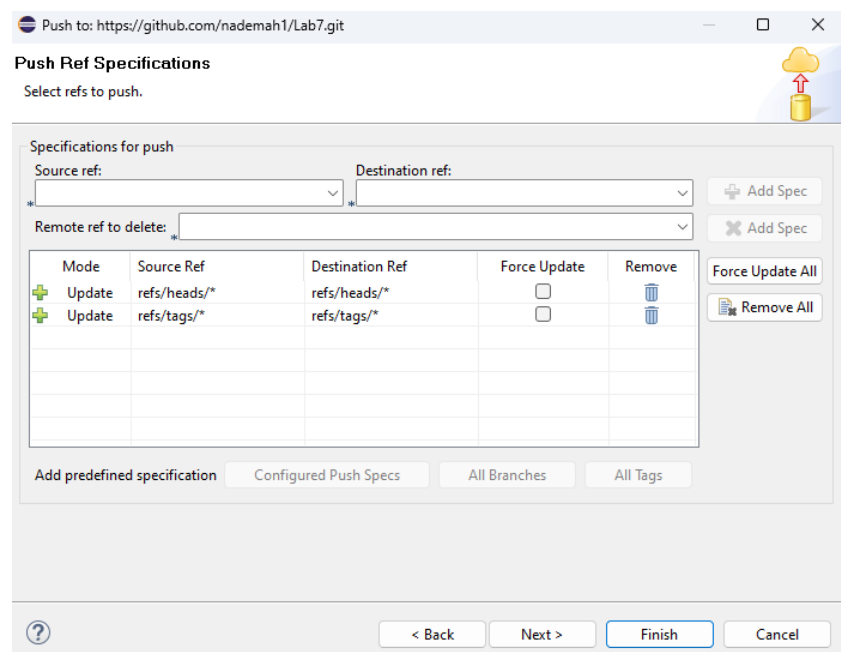 Push to: https://github.com/nademah1/Lab7.git
Push Ref Specifications
Select refs to push.
Specifications for push
Source ref: Destination ref:
* * Add Spec
Remote ref to delete: * Add Spec
Mode Source Ref Destination Ref Force Update Remove Force Update All
Update refs/heads/* refs/heads/*
Update refs/tags/* refs/tags/* Remove All
Add predefined specification Configured Push Specs All Branches All Tags
? < Back Next > Finish Cancel